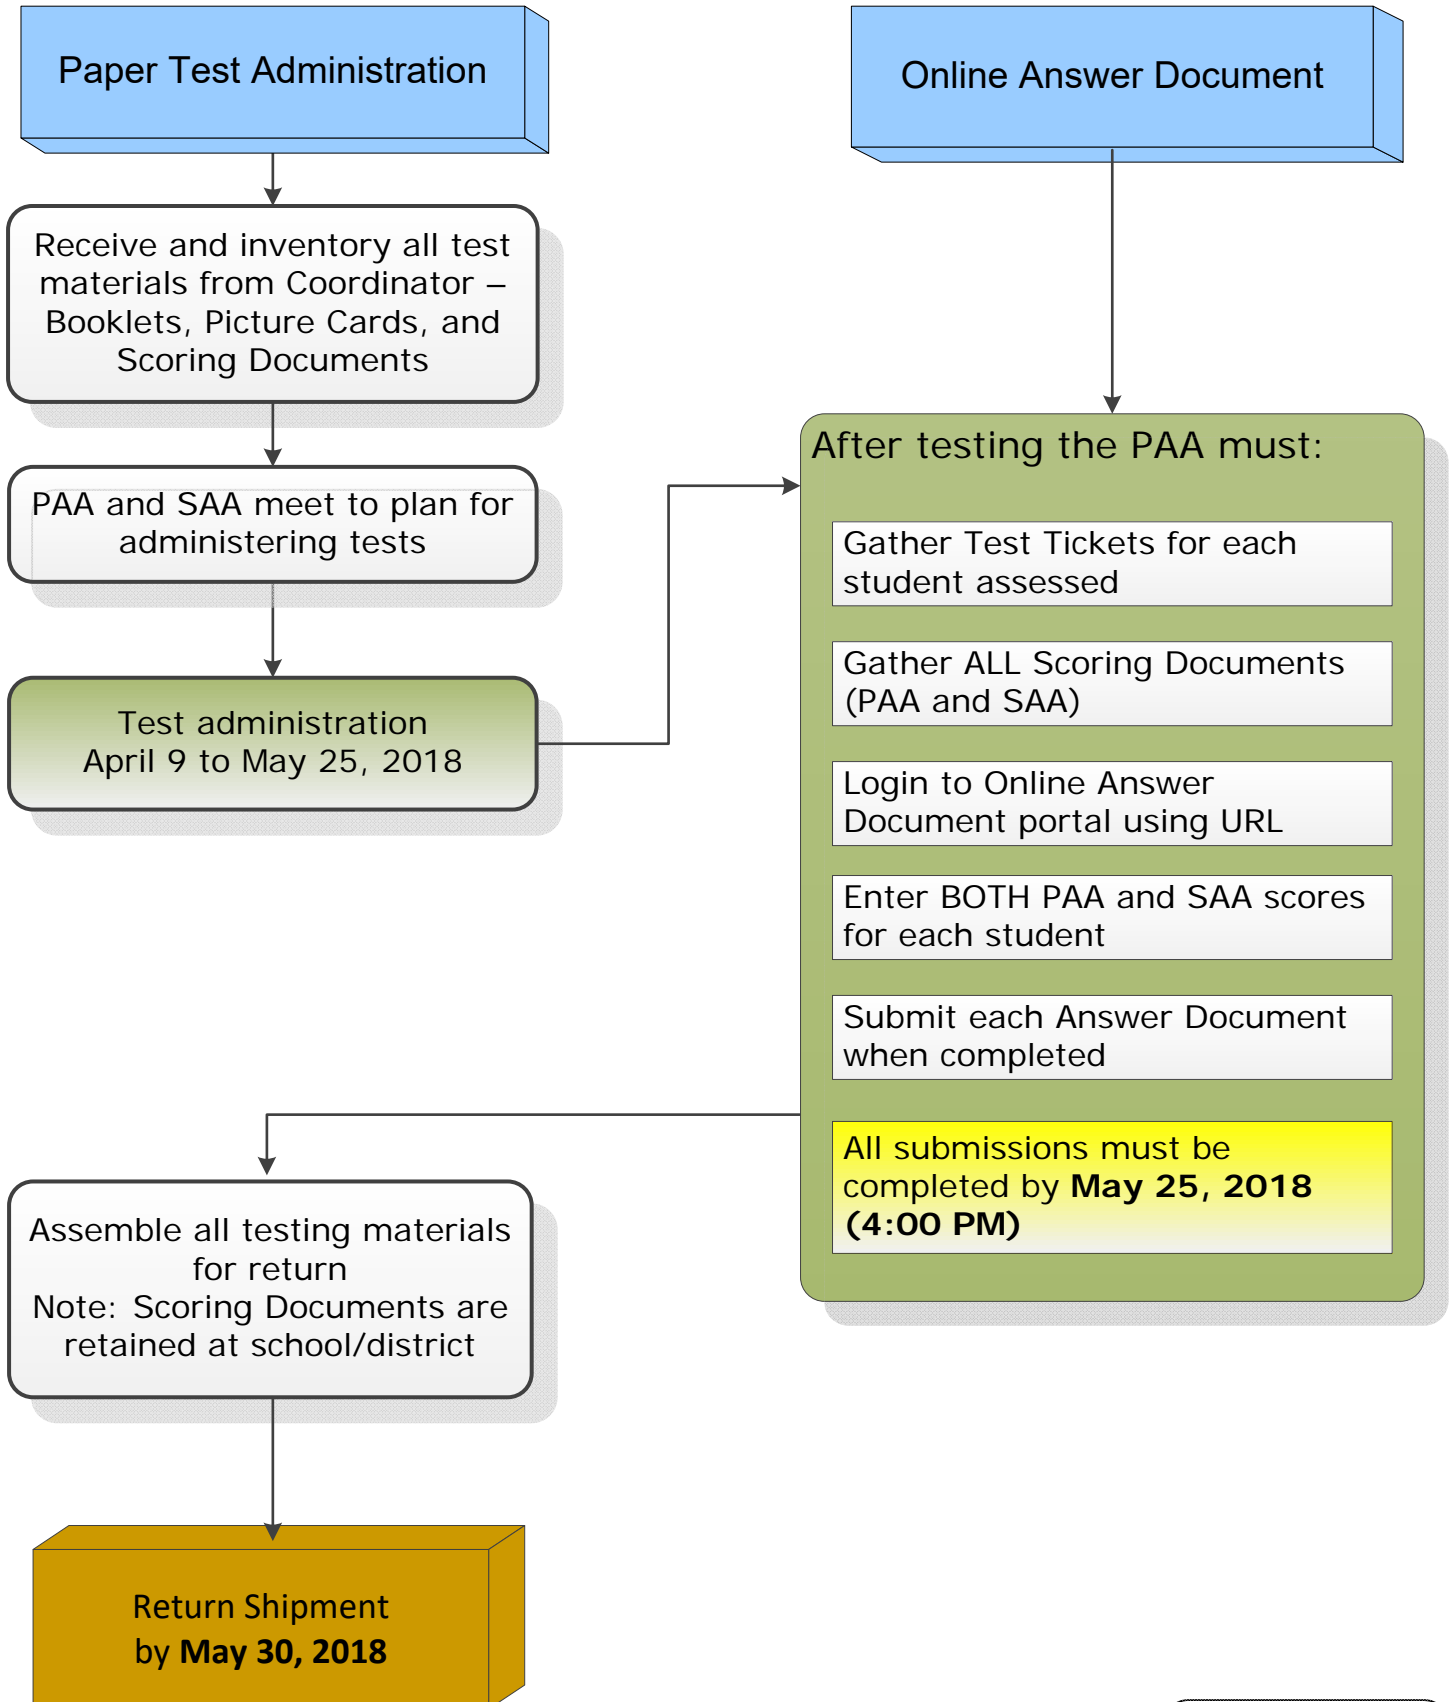 Paper Test Administration
Online Answer Document
Receive and inventory all test
materials from Coordinator –
Booklets, Picture Cards, and
Scoring Documents
PAA and SAA meet to plan for
administering tests
Test administration
April 9 to May 25, 2018
After testing the PAA must:
Gather Test Tickets for each
student assessed
Gather ALL Scoring Documents
(PAA and SAA)
Login to Online Answer
Document portal using URL
Enter BOTH PAA and SAA scores
for each student
Submit each Answer Document
when completed
All submissions must be
completed by May 25, 2018
(4:00 PM)
Assemble all testing materials
for return
Note: Scoring Documents are
retained at school/district
Return Shipment
by May 30, 2018